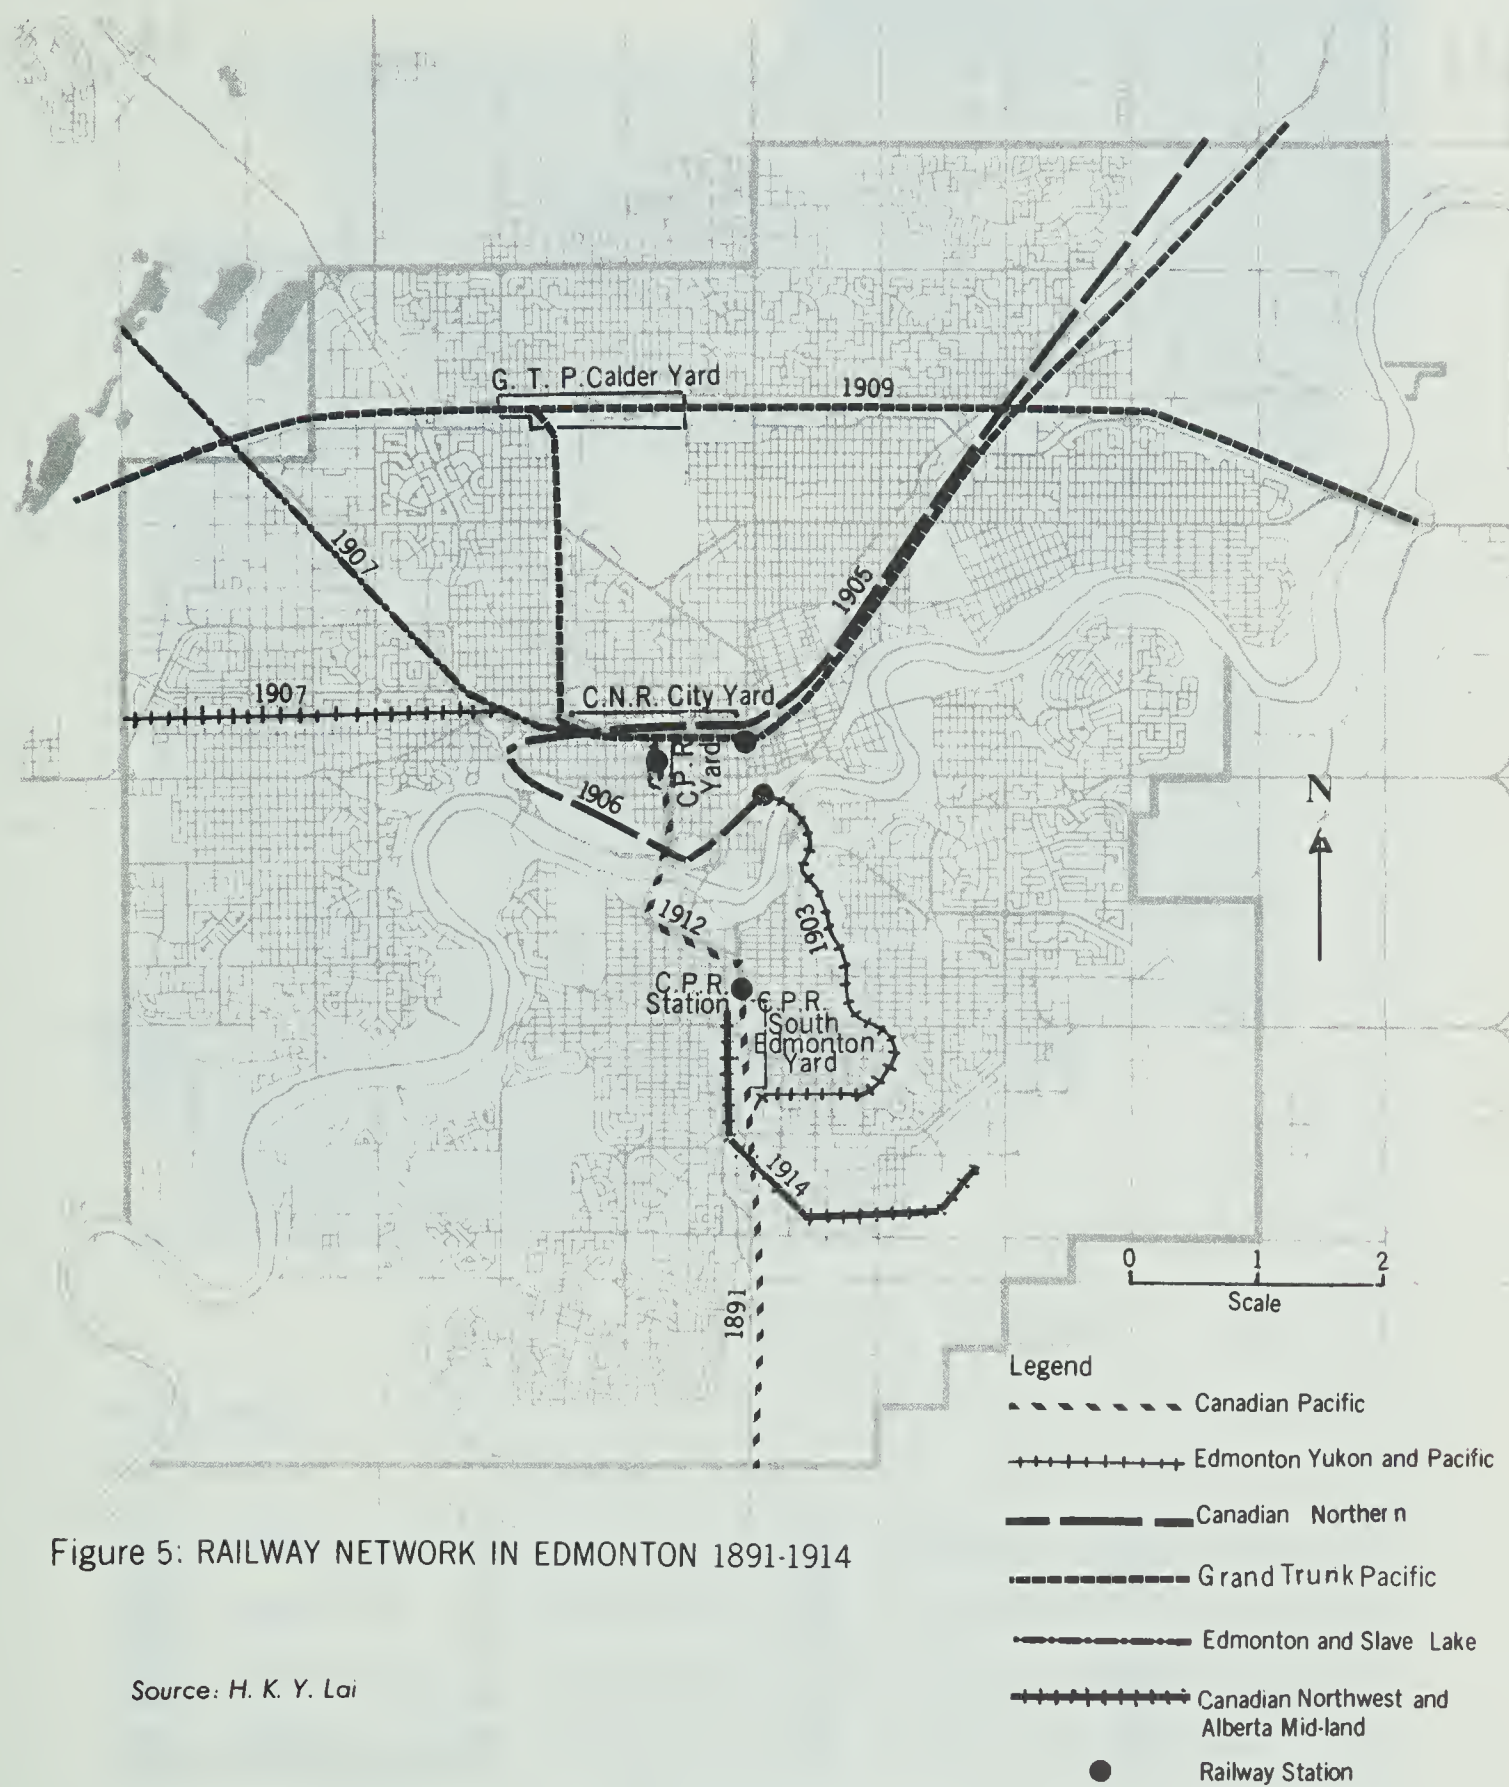 G. T. P. Calder Yard
1909
1907
1905
1907
C.N.R. City Yard
C.P.R.
Yard
1906
N
1912
1903
C.P.R.
Station
C.P.R.
South
Edmonton
Yard
1914
0 1 2
Scale
1891
Legend
Canadian Pacific
Edmonton Yukon and Pacific
Canadian Northern
Grand Trunk Pacific
Edmonton and Slave Lake
Canadian Northwest and
Alberta Mid-land
Railway Station
Figure 5: RAILWAY NETWORK IN EDMONTON 1891-1914
Source: H. K. Y. Lai